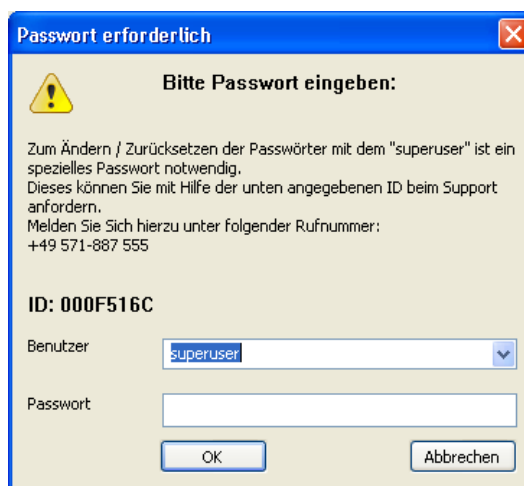 Passwort erforderlich
Bitte Passwort eingeben:
Zum Ändern / Zurücksetzen der Passwörter mit dem "superuser" ist ein
spezielles Passwort notwendig.
Dieses können Sie mit Hilfe der unten angegebenen ID beim Support
anfordern.
Melden Sie Sich hierzu unter folgender Rufnummer:
+49 571-887 555
ID: 000F516C
Benutzer
superuser
Passwort
OK
Abbrechen